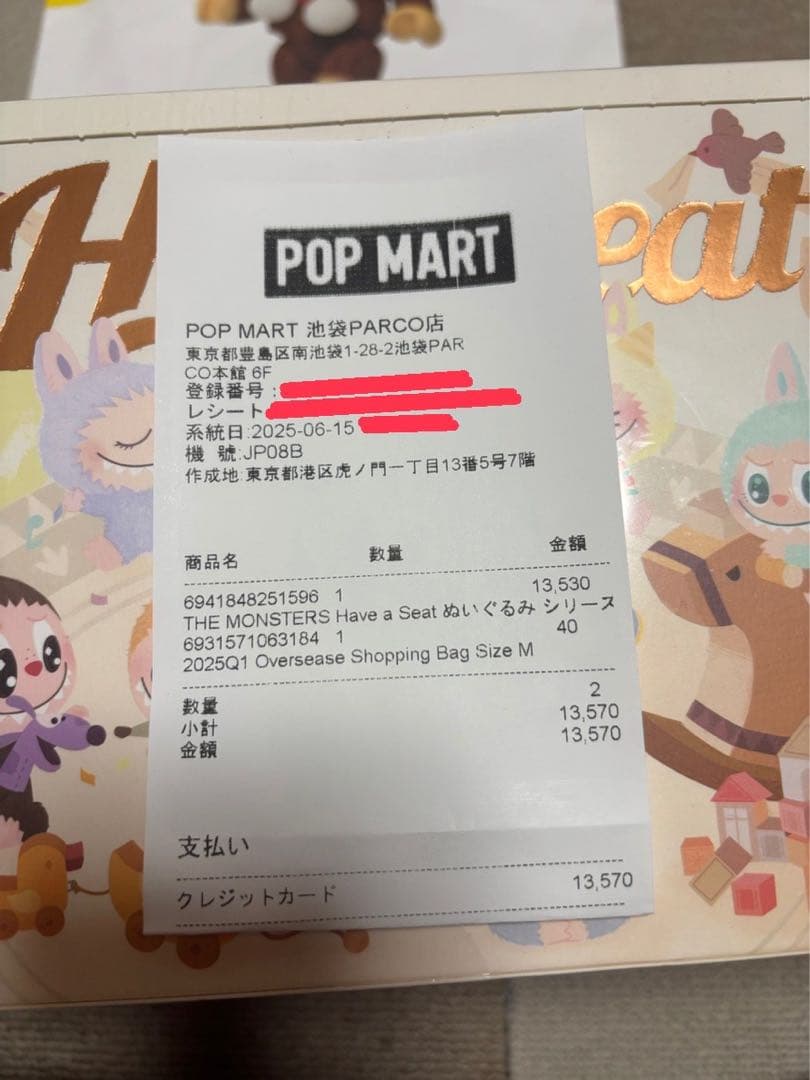 H
eat
POP MART
POP MART 池袋PARCO店
東京都豊島区南池袋1-28-2池袋PAR
CO本館 6F
登録番号:
レシート
系統日:2025-06-15
機 號:JP08B
作成地:東京都港区虎ノ門一丁目13番5号7階
商品名 数量 金額
6941848251596 1 13,530
THE MONSTERS Have a Seat ぬいぐるみ シリーズ
6931571063184 1 40
2025Q1 Oversease Shopping Bag Size M
数量 2
小計 13,570
金額 13,570
支払い
クレジットカード 13,570